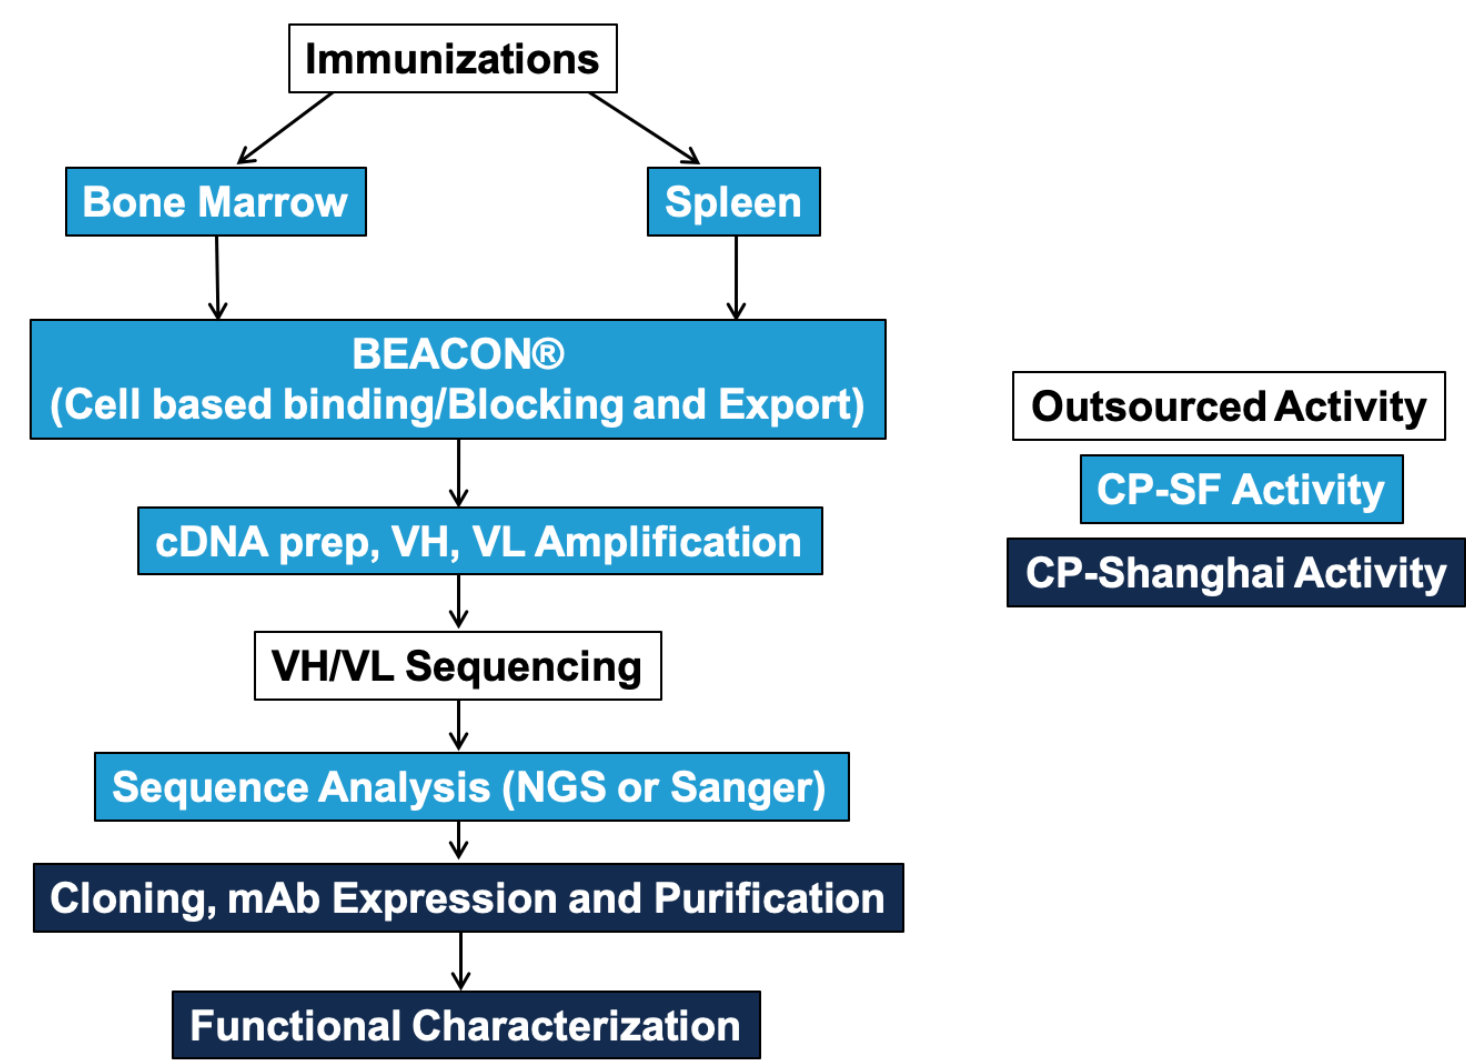 Immunizations
Bone Marrow
Spleen
BEACON®
(Cell based binding/Blocking and Export)
cDNA prep, VH, VL Amplification
VH/VL Sequencing
Sequence Analysis (NGS or Sanger)
Cloning, mAb Expression and Purification
Functional Characterization
Outsourced Activity
CP-SF Activity
CP-Shanghai Activity